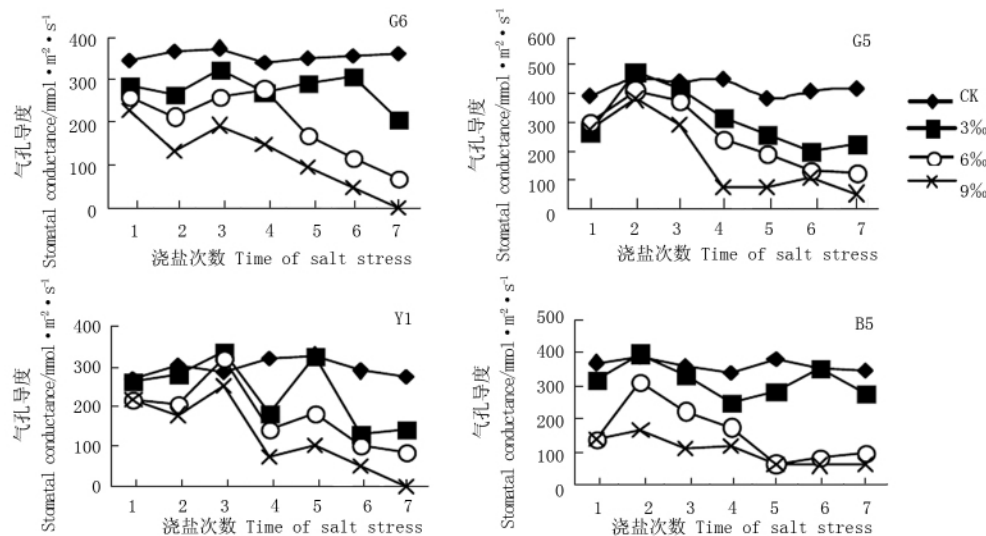 G6
400
300
200
100
0
气孔导度
Stomatal conductance/mmol·m⁻²·s⁻¹
1 2 3 4 5 6 7
浇盐次数 Time of salt stress
G5
600
500
400
300
200
100
0
气孔导度
Stomatal conductance/mmol·m⁻²·s⁻¹
1 2 3 4 5 6 7
浇盐次数 Time of salt stress
CK
3‰
6‰
9‰
Y1
400
300
200
100
0
气孔导度
Stomatal conductance/mmol·m⁻²·s⁻¹
1 2 3 4 5 6 7
浇盐次数 Time of salt stress
B5
500
400
300
200
100
0
气孔导度
Stomatal conductance/mmol·m⁻²·s⁻¹
1 2 3 4 5 6 7
浇盐次数 Time of salt stress